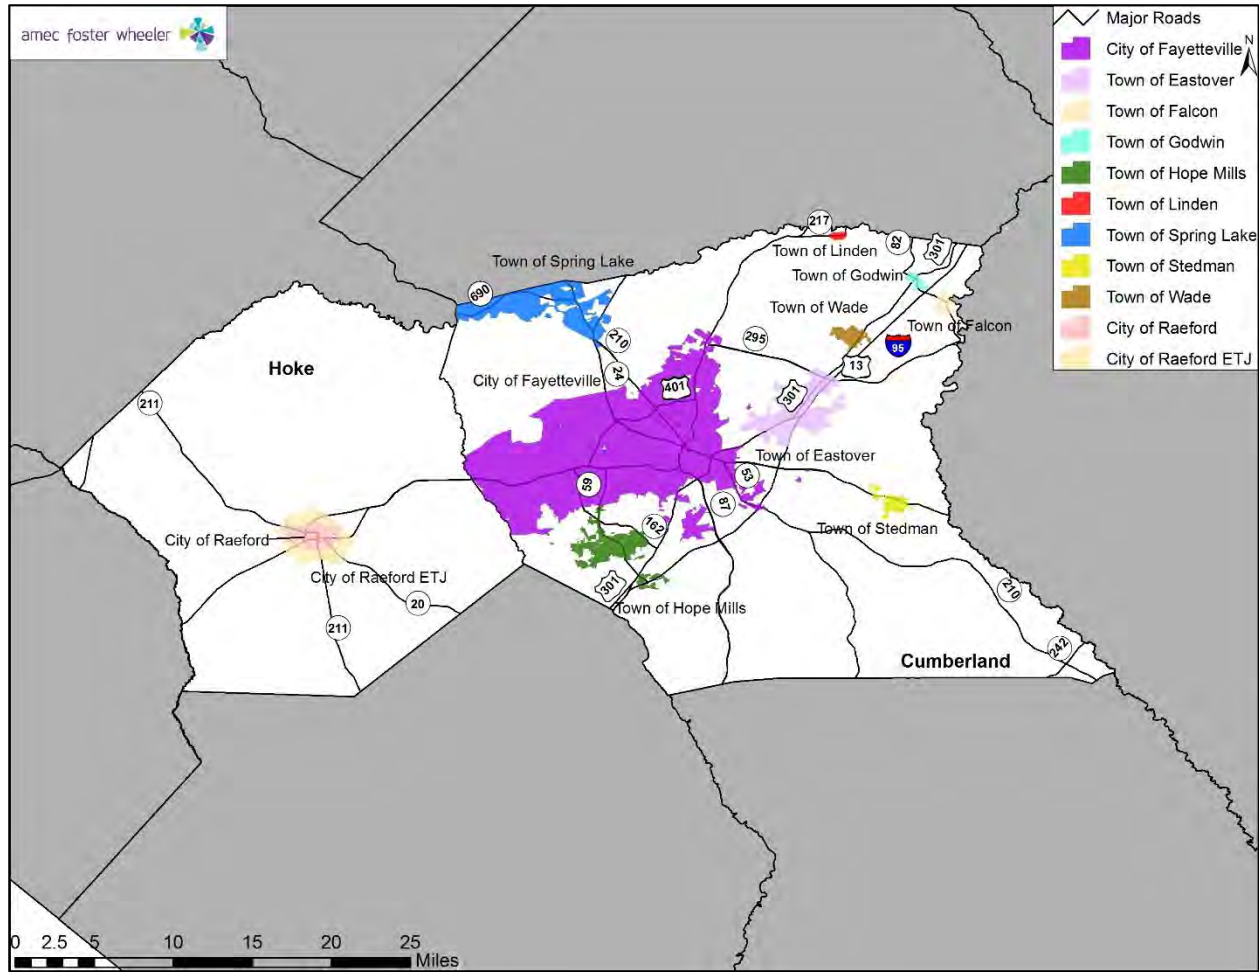 amec foster wheeler
Major Roads
City of Fayetteville
Town of Eastover
Town of Falcon
Town of Godwin
Town of Hope Mills
Town of Linden
Town of Spring Lake
Town of Stedman
Town of Wade
City of Raeford
City of Raeford ETJ
N
217
82
301
Town of Linden
Town of Spring Lake
Town of Godwin
690
Town of Wade
Town of Falcon
210
295
95
13
Hoke
24
City of Fayetteville
401
301
211
Town of Eastover
59
53
87
162
Town of Stedman
City of Raeford
City of Raeford ETJ
301
Town of Hope Mills
20
211
210
242
Cumberland
0 2.5 5 10 15 20 25
Miles